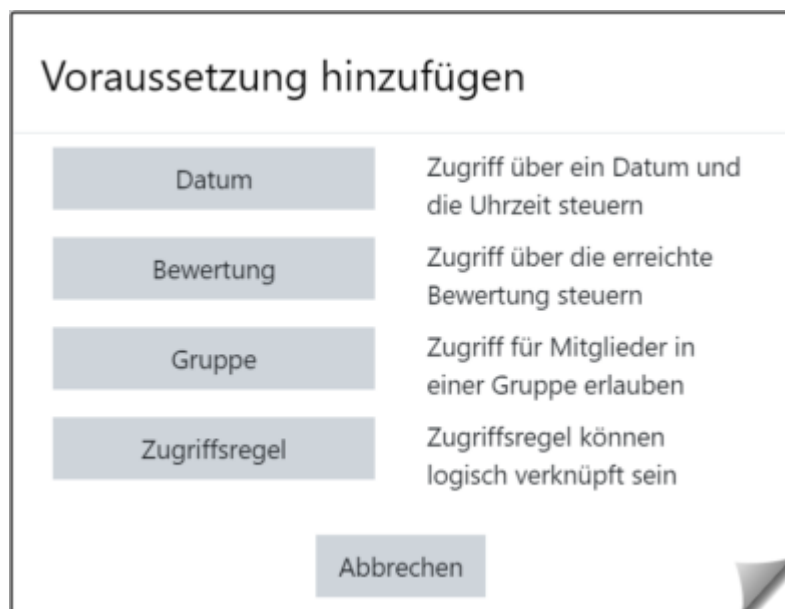 Voraussetzung hinzufügen
Datum
Zugriff über ein Datum und
die Uhrzeit steuern
Bewertung
Zugriff über die erreichte
Bewertung steuern
Gruppe
Zugriff für Mitglieder in
einer Gruppe erlauben
Zugriffsregel
Zugriffsregel können
logisch verknüpft sein
Abbrechen